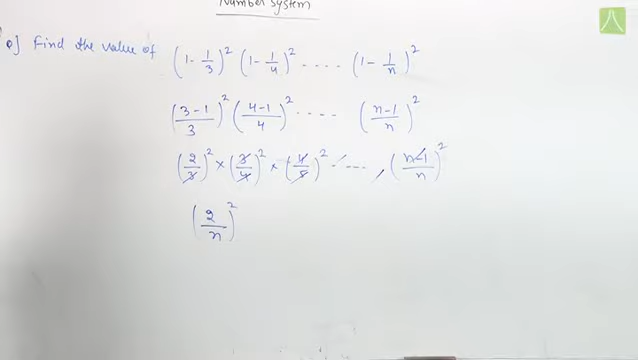 Number System
Q] Find the value of (1 - 1/3)² (1 - 1/4)² ..... (1 - 1/n)²
((3-1)/3)² ((4-1)/4)² ..... ((n-1)/n)²
(2/3)² × (3/4)² × (4/5)² ....., ((n-1)/n)²
(2/n)²